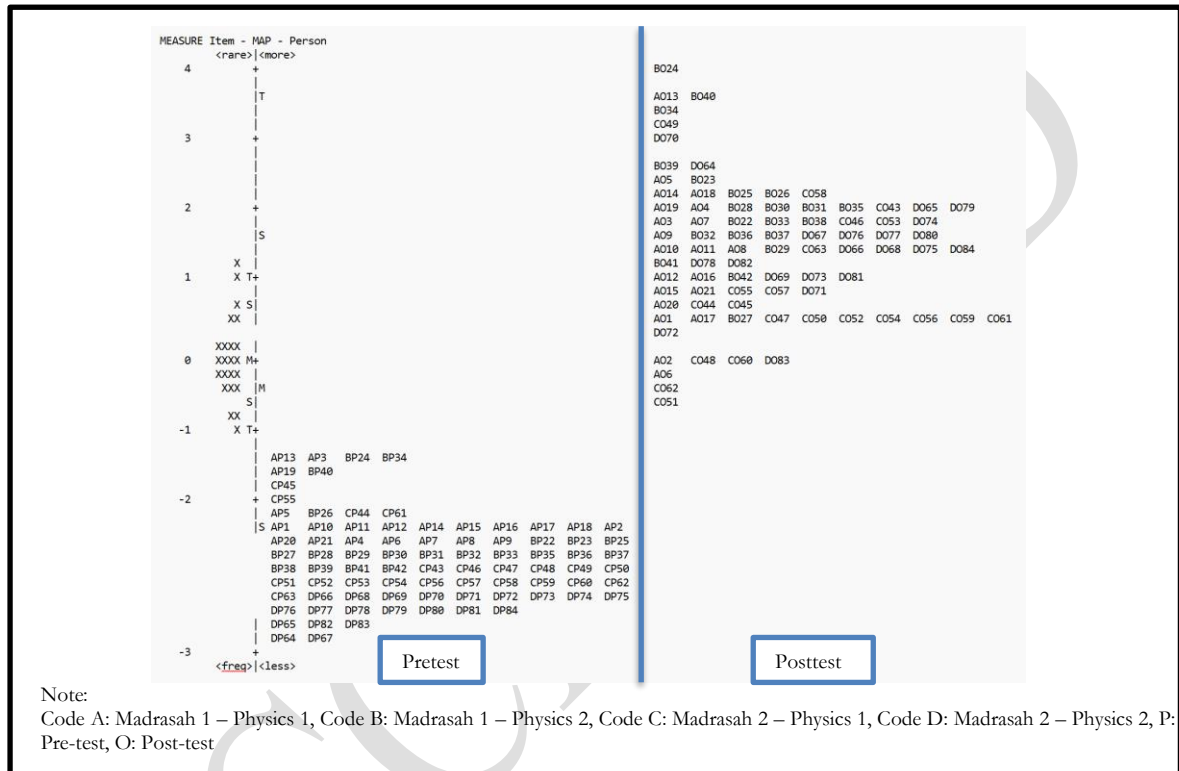 MEASURE Item - MAP - Person
<rare>|<more>
4 + BO24
|
|T AO13 BO40
| BO34
| CO49
3 + DO70
|
| BO39 DO64
| AO5 BO23
| AO14 AO18 BO25 BO26 CO58
2 + AO19 AO4 BO28 BO30 BO31 BO35 CO43 DO65 DO79
| AO3 AO7 BO22 BO33 BO38 CO46 CO53 DO74
|S AO9 BO32 BO36 BO37 DO67 DO76 DO77 DO80
| AO10 AO11 AO8 BO29 CO63 DO66 DO68 DO75 DO84
X | BO41 DO78 DO82
1 X T+ AO12 AO16 BO42 DO69 DO73 DO81
| AO15 AO21 CO55 CO57 DO71
X S| AO20 CO44 CO45
XX | AO1 AO17 BO27 CO47 CO50 CO52 CO54 CO56 CO59 CO61
DO72
XXXX |
0 XXXX M+ AO2 CO48 CO60 DO83
XXXX | AO6
XXX |M CO62
S| CO51
XX |
-1 X T+
|
| AP13 AP3 BP24 BP34
| AP19 BP40
| CP45
-2 + CP55
| AP5 BP26 CP44 CP61
|S AP1 AP10 AP11 AP12 AP14 AP15 AP16 AP17 AP18 AP2
AP20 AP21 AP4 AP6 AP7 AP8 AP9 BP22 BP23 BP25
BP27 BP28 BP29 BP30 BP31 BP32 BP33 BP35 BP36 BP37
BP38 BP39 BP41 BP42 CP43 CP46 CP47 CP48 CP49 CP50
CP51 CP52 CP53 CP54 CP56 CP57 CP58 CP59 CP60 CP62
CP63 DP66 DP68 DP69 DP70 DP71 DP72 DP73 DP74 DP75
DP76 DP77 DP78 DP79 DP80 DP81 DP84
| DP65 DP82 DP83
| DP64 DP67
-3 +
<freq>|<less>
Pretest
Posttest
Note:
Code A: Madrasah 1 – Physics 1, Code B: Madrasah 1 – Physics 2, Code C: Madrasah 2 – Physics 1, Code D: Madrasah 2 – Physics 2, P:
Pre-test, O: Post-test